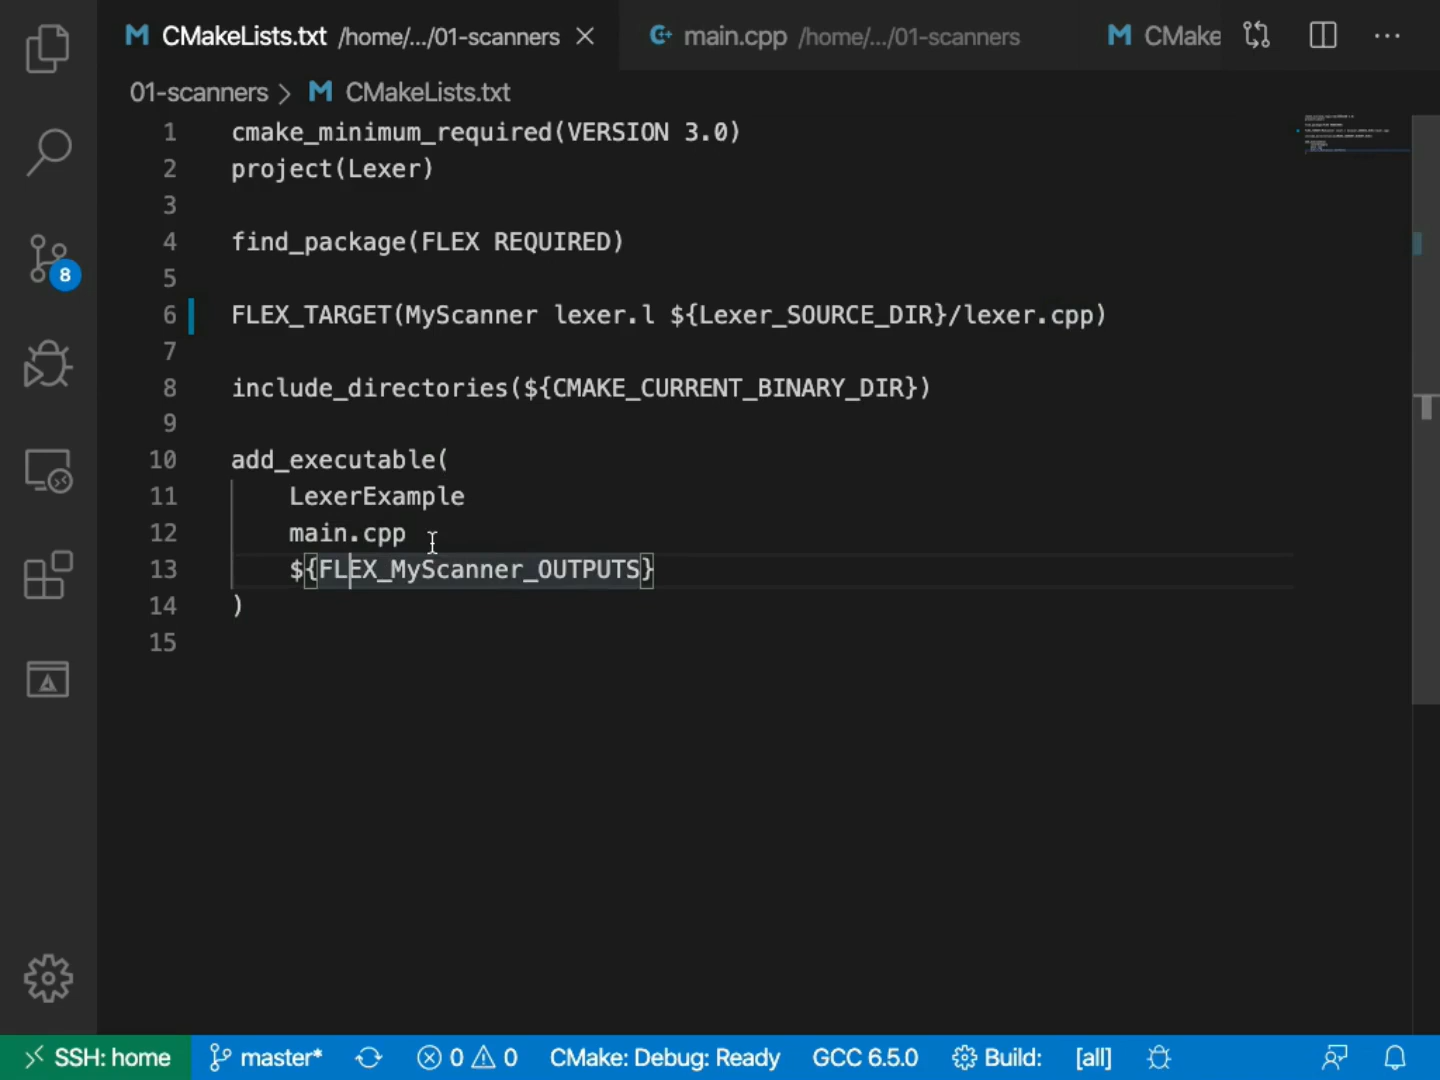 CMakeLists.txt /home/.../01-scanners
main.cpp /home/.../01-scanners
CMake
01-scanners > CMakeLists.txt
1 cmake_minimum_required(VERSION 3.0)
2 project(Lexer)
3
4 find_package(FLEX REQUIRED)
5
6 FLEX_TARGET(MyScanner lexer.l ${Lexer_SOURCE_DIR}/lexer.cpp)
7
8 include_directories(${CMAKE_CURRENT_BINARY_DIR})
9
10 add_executable(
11 LexerExample
12 main.cpp
13 ${FLEX_MyScanner_OUTPUTS}
14 )
15
8
SSH: home master* 0 0 CMake: Debug: Ready GCC 6.5.0 Build: [all]